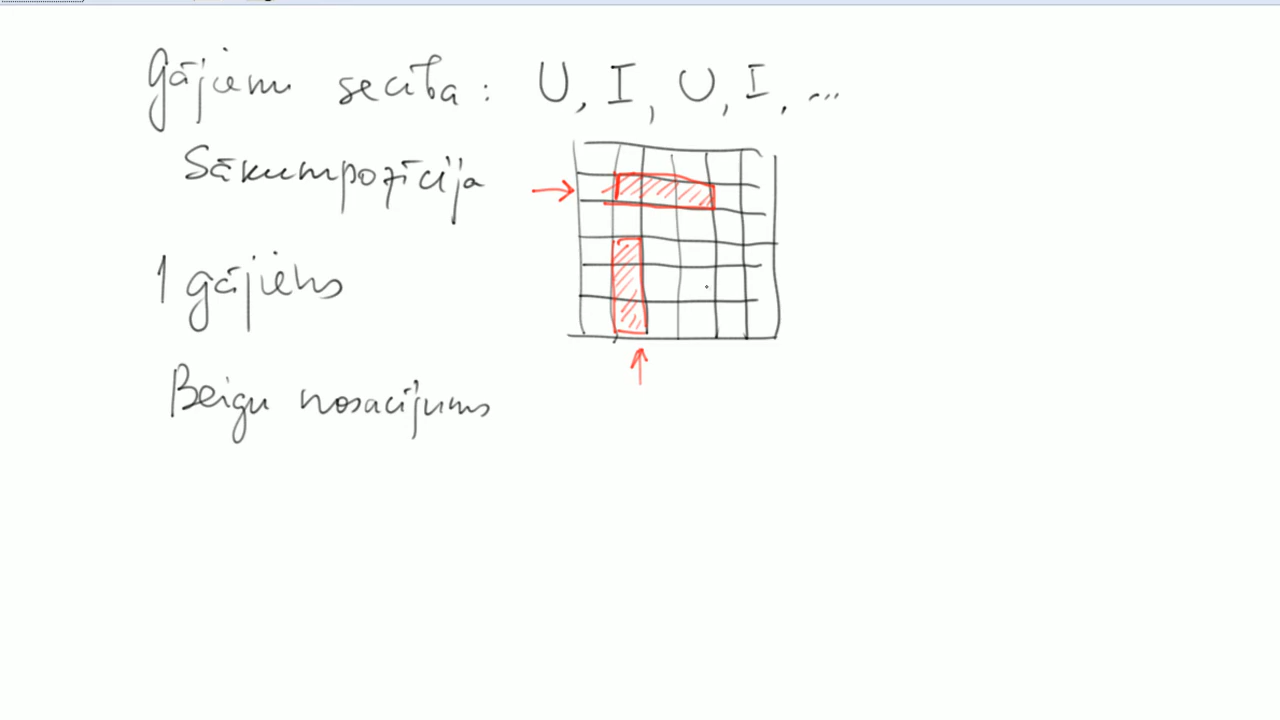 Gājienu secība: U, I, U, I, ...
Sākumpozīcija
1 gājiens
Beigu nosacījums